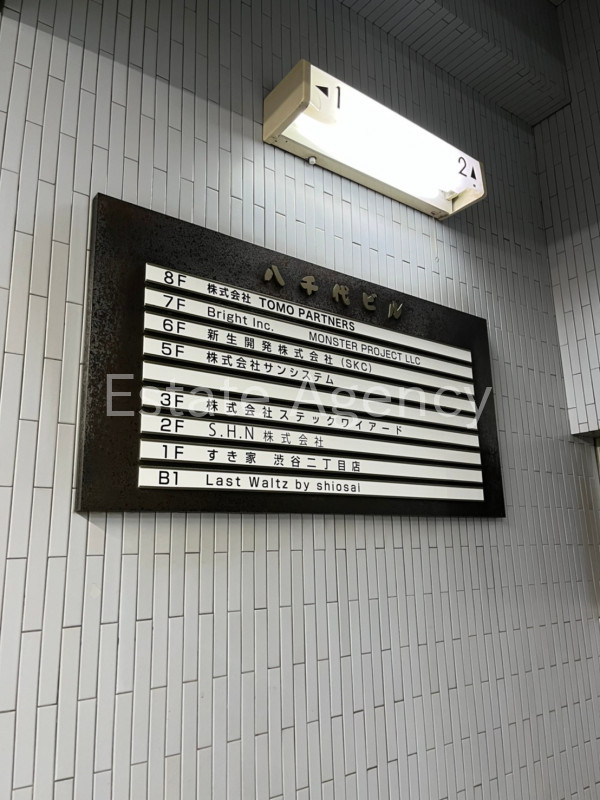 ◀1
2▲
八千代ビル
8F 株式会社 TOMO PARTNERS
7F Bright Inc. MONSTER PROJECT LLC
6F 新生開発株式会社 (SKC)
5F 株式会社サンシステム
3F 株式会社ステックワイアード
2F S.H.N 株式会社
1F すき家 渋谷二丁目店
B1 Last Waltz by shiosai
Estate Agency